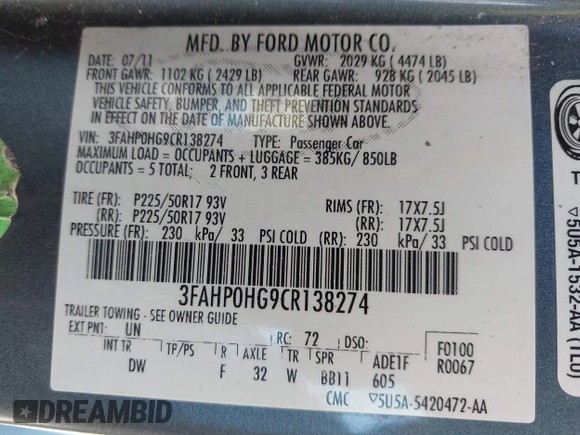 MFD. BY FORD MOTOR CO.
DATE: 07/11 GVWR: 2029 KG (4474 LB)
FRONT GAWR: 1102 KG (2429 LB) REAR GAWR: 928 KG (2045 LB)
THIS VEHICLE CONFORMS TO ALL APPLICABLE FEDERAL MOTOR
VEHICLE SAFETY, BUMPER, AND THEFT PREVENTION STANDARDS
IN EFFECT ON THE DATE OF MANUFACTURE SHOWN ABOVE.
VIN: 3FAHP0HG9CR138274 TYPE: Passenger Car
MAXIMUM LOAD = OCCUPANTS + LUGGAGE = 385KG/ 850LB
OCCUPANTS = 5 TOTAL; 2 FRONT, 3 REAR
TIRE (FR): P225/50R17 93V RIMS (FR): 17X7.5J
(RR): P225/50R17 93V (RR): 17X7.5J
PRESSURE (FR): 230 kPa/ 33 PSI COLD (RR): 230 kPa/ 33 PSI COLD
3FAHP0HG9CR138274
TRAILER TOWING - SEE OWNER GUIDE
EXT PNT: UN RC: 72 DSO: F0100
INT TR TP/PS R AXLE TR SPR ADE1F R0067
DW F 32 W BB11 605
CMC ▽5U5A-5420472-AA
▽5U5A-1532-AA (TL0)
DREAMBID